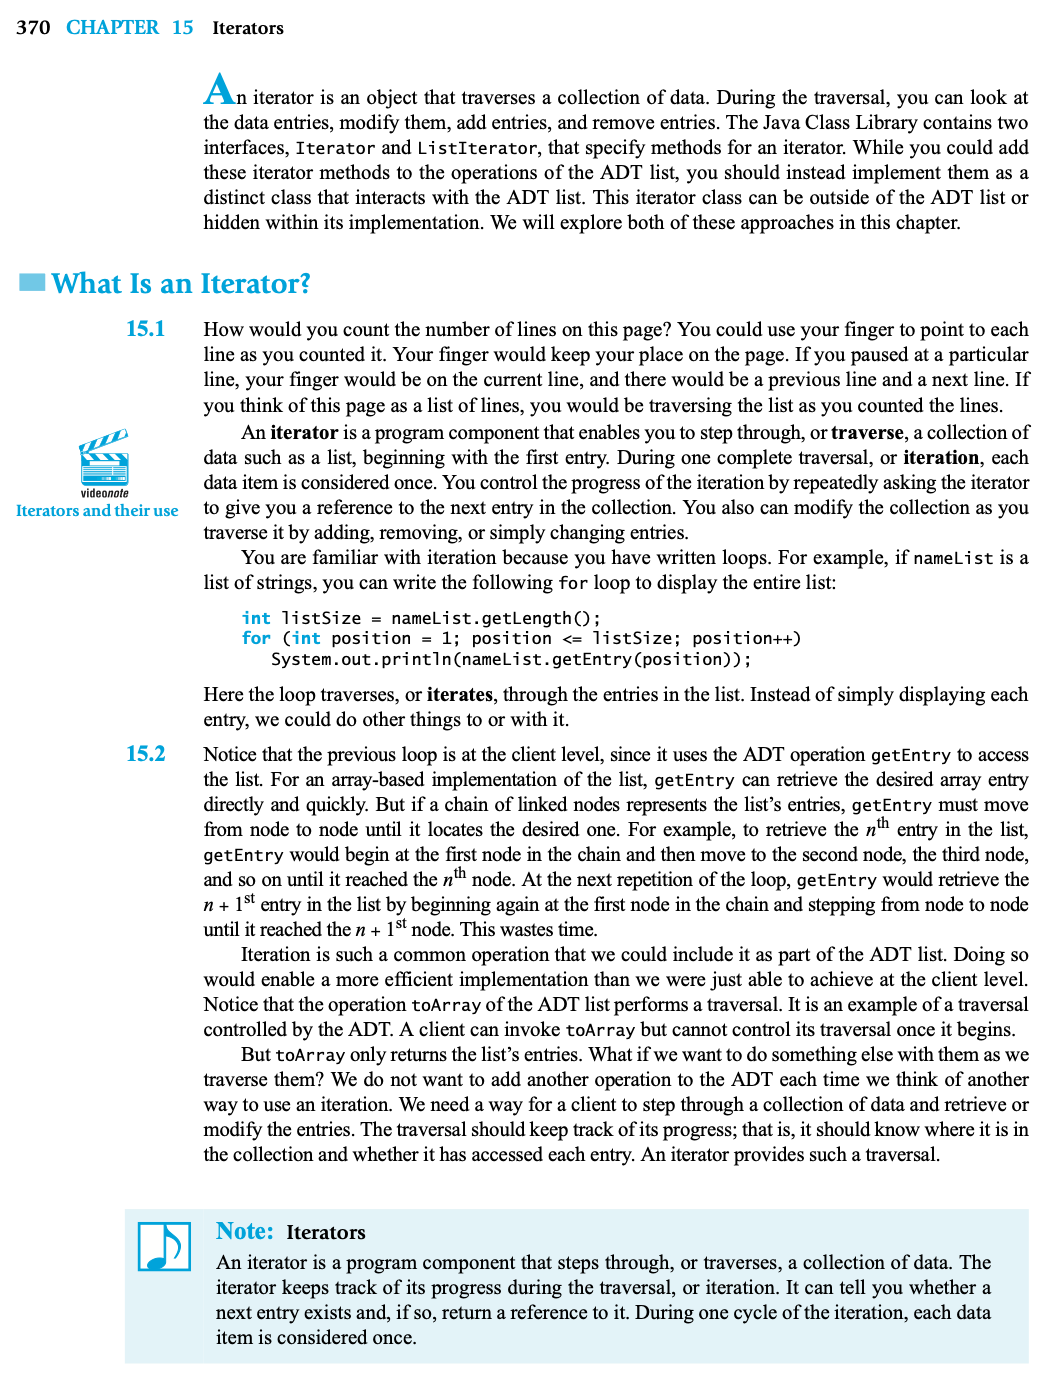 370 CHAPTER 15 Iterators
An iterator is an object that traverses a collection of data. During the traversal, you can look at
the data entries, modify them, add entries, and remove entries. The Java Class Library contains two
interfaces, Iterator and ListIterator, that specify methods for an iterator. While you could add
these iterator methods to the operations of the ADT list, you should instead implement them as a
distinct class that interacts with the ADT list. This iterator class can be outside of the ADT list or
hidden within its implementation. We will explore both of these approaches in this chapter.
What Is an Iterator?
15.1 How would you count the number of lines on this page? You could use your finger to point to each
line as you counted it. Your finger would keep your place on the page. If you paused at a particular
line, your finger would be on the current line, and there would be a previous line and a next line. If
you think of this page as a list of lines, you would be traversing the list as you counted the lines.
videonote
Iterators and their use
An iterator is a program component that enables you to step through, or traverse, a collection of
data such as a list, beginning with the first entry. During one complete traversal, or iteration, each
data item is considered once. You control the progress of the iteration by repeatedly asking the iterator
to give you a reference to the next entry in the collection. You also can modify the collection as you
traverse it by adding, removing, or simply changing entries.
You are familiar with iteration because you have written loops. For example, if nameList is a
list of strings, you can write the following for loop to display the entire list:
int listSize = nameList.getLength();
for (int position = 1; position <= listSize; position++)
System.out.println(nameList.getEntry(position));
Here the loop traverses, or iterates, through the entries in the list. Instead of simply displaying each
entry, we could do other things to or with it.
15.2 Notice that the previous loop is at the client level, since it uses the ADT operation getEntry to access
the list. For an array-based implementation of the list, getEntry can retrieve the desired array entry
directly and quickly. But if a chain of linked nodes represents the list's entries, getEntry must move
from node to node until it locates the desired one. For example, to retrieve the nth entry in the list,
getEntry would begin at the first node in the chain and then move to the second node, the third node,
and so on until it reached the nth node. At the next repetition of the loop, getEntry would retrieve the
n + 1st entry in the list by beginning again at the first node in the chain and stepping from node to node
until it reached the n + 1st node. This wastes time.
Iteration is such a common operation that we could include it as part of the ADT list. Doing so
would enable a more efficient implementation than we were just able to achieve at the client level.
Notice that the operation toArray of the ADT list performs a traversal. It is an example of a traversal
controlled by the ADT. A client can invoke toArray but cannot control its traversal once it begins.
But toArray only returns the list's entries. What if we want to do something else with them as we
traverse them? We do not want to add another operation to the ADT each time we think of another
way to use an iteration. We need a way for a client to step through a collection of data and retrieve or
modify the entries. The traversal should keep track of its progress; that is, it should know where it is in
the collection and whether it has accessed each entry. An iterator provides such a traversal.
Note: Iterators
An iterator is a program component that steps through, or traverses, a collection of data. The
iterator keeps track of its progress during the traversal, or iteration. It can tell you whether a
next entry exists and, if so, return a reference to it. During one cycle of the iteration, each data
item is considered once.